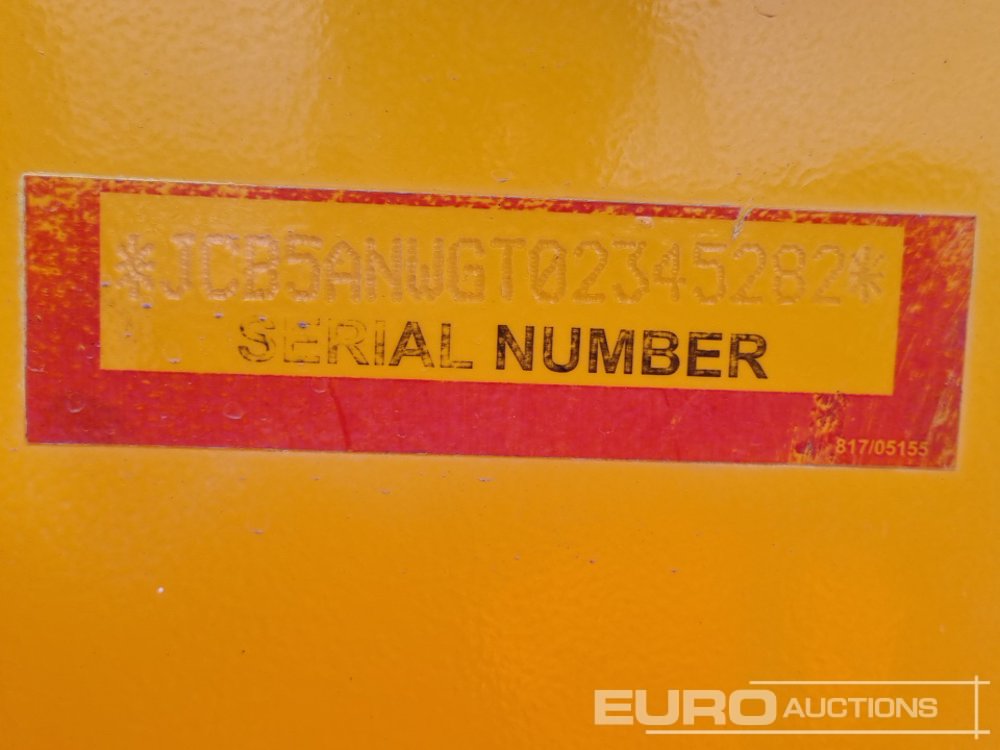 *JCB5ANWGT02345282*
SERIAL NUMBER
817/05155
EURO AUCTIONS